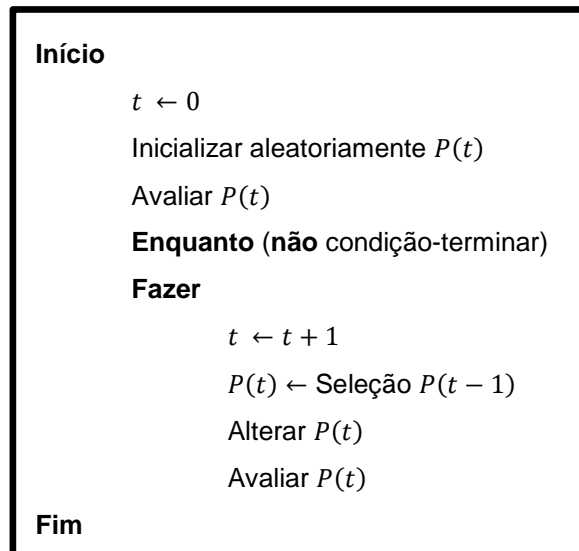 Início
t ← 0
Inicializar aleatoriamente P(t)
Avaliar P(t)
Enquanto (não condição-terminar)
Fazer
t ← t + 1
P(t) ← Seleção P(t − 1)
Alterar P(t)
Avaliar P(t)
Fim